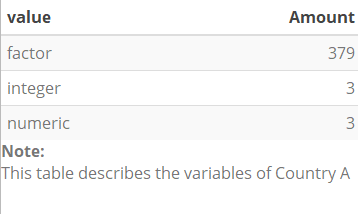 value Amount
factor 379
integer 3
numeric 3
Note:
This table describes the variables of Country A